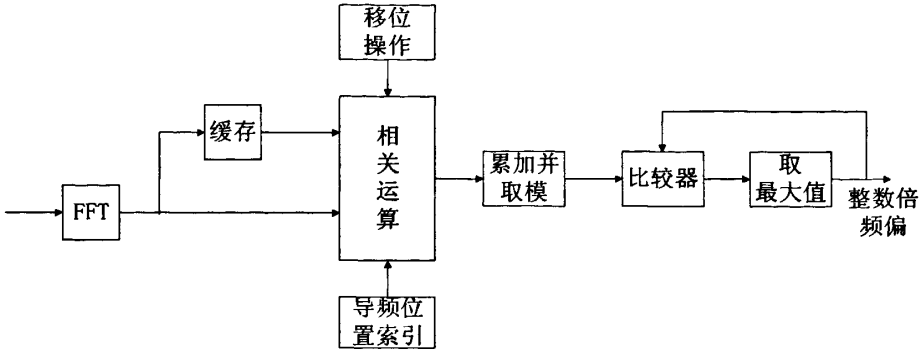 移位
操作
缓存
相
关
运
算
FFT
累加并
取模
比较器
取
最大值
整数倍
频偏
导频位
置索引